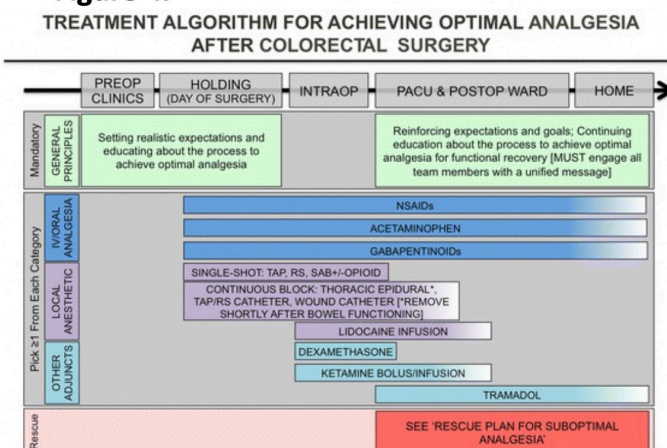 TREATMENT ALGORITHM FOR ACHIEVING OPTIMAL ANALGESIA
AFTER COLORECTAL SURGERY
PREOP
CLINICS
HOLDING
(DAY OF SURGERY)
INTRAOP
PACU & POSTOP WARD
HOME
Mandatory
GENERAL
PRINCIPLES
Setting realistic expectations and
educating about the process to
achieve optimal analgesia
Reinforcing expectations and goals; Continuing
education about the process to achieve optimal
analgesia for functional recovery [MUST engage all
team members with a unified message]
Pick ≥1 From Each Category
IV/ORAL
ANALGESIA
NSAIDs
ACETAMINOPHEN
GABAPENTINOIDs
LOCAL
ANESTHETIC
SINGLE-SHOT: TAP, RS, SAB+/-OPIOID
CONTINUOUS BLOCK: THORACIC EPIDURAL*,
TAP/RS CATHETER, WOUND CATHETER [*REMOVE
SHORTLY AFTER BOWEL FUNCTIONING]
LIDOCAINE INFUSION
OTHER
ADJUNCTS
DEXAMETHASONE
KETAMINE BOLUS/INFUSION
TRAMADOL
Rescue
SEE 'RESCUE PLAN FOR SUBOPTIMAL
ANALGESIA'